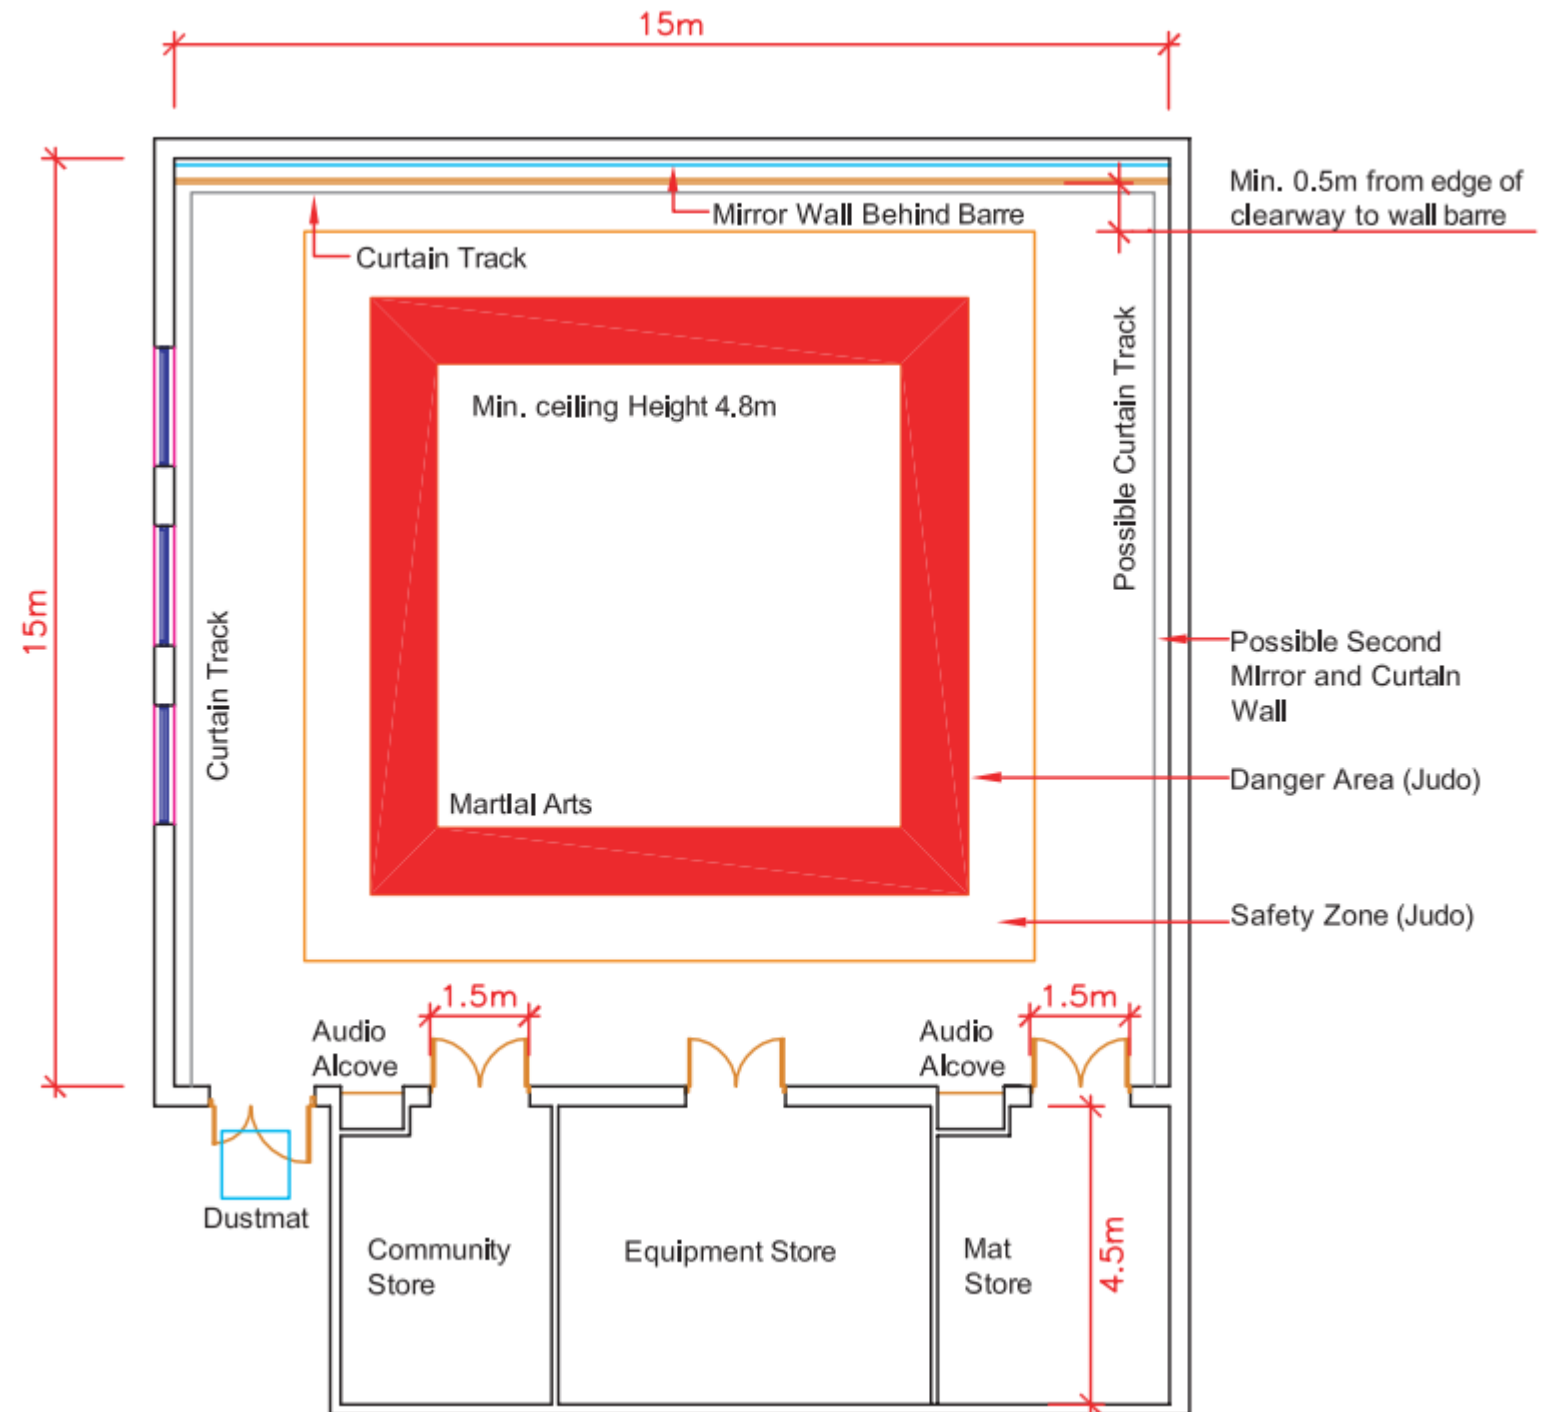 15m
Min. 0.5m from edge of
clearway to wall barre
Mirror Wall Behind Barre
Curtain Track
Possible Curtain Track
Min. ceiling Height 4.8m
15m
Curtain Track
Possible Second
MIrror and Curtain
Wall
Danger Area (Judo)
Martial Arts
Safety Zone (Judo)
1.5m
1.5m
Audio
Alcove
Audio
Alcove
Dustmat
Community
Store
Equipment Store
Mat
Store
4.5m